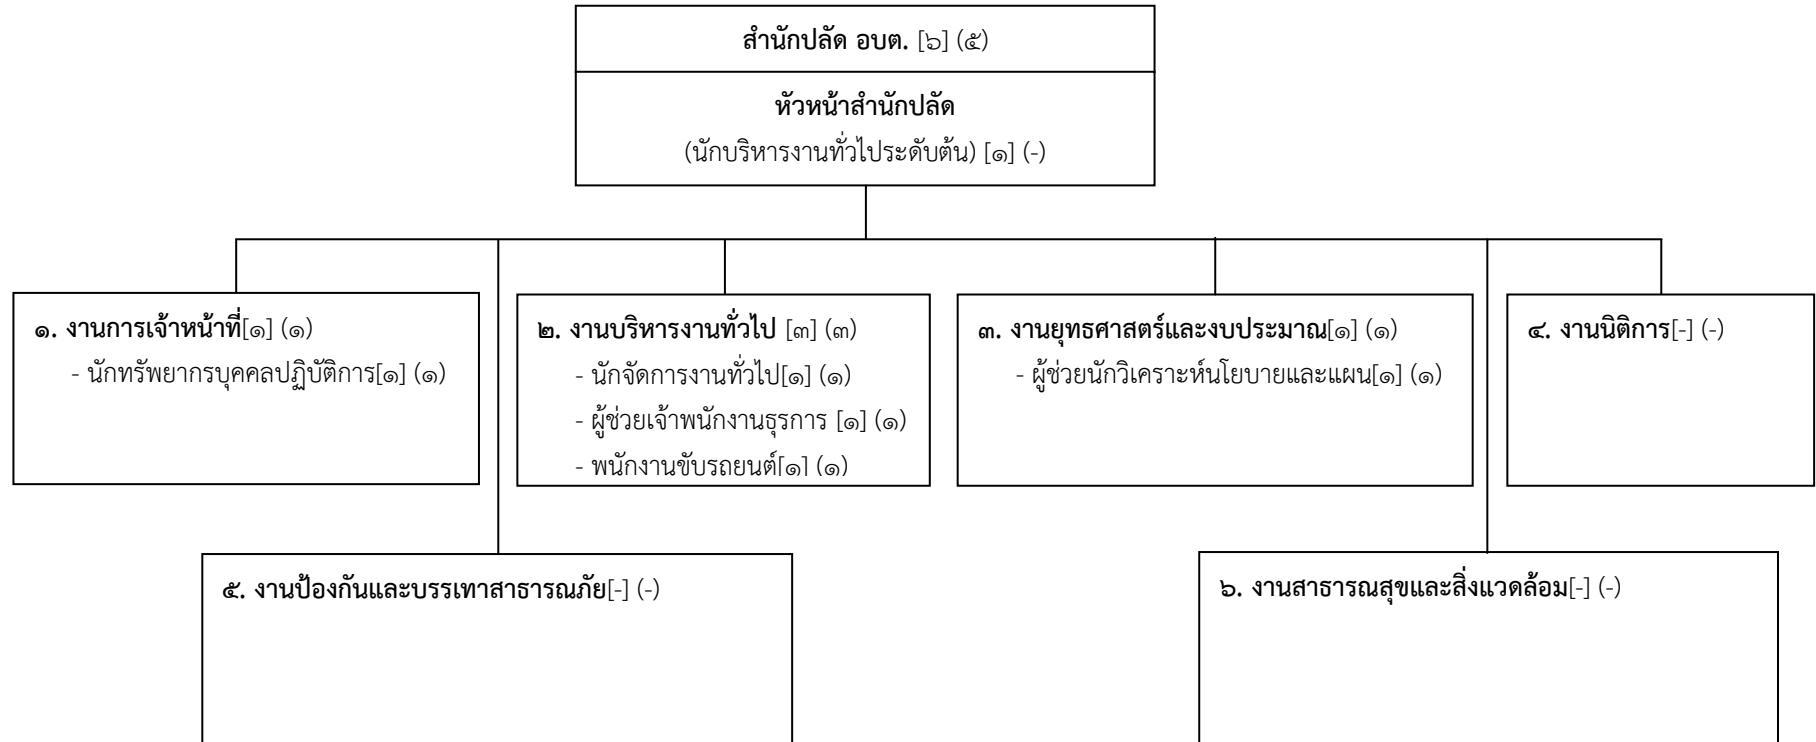 สำนักปลัด อบต. [๖] (๕)
หัวหน้าสำนักปลัด
(นักบริหารงานทั่วไประดับต้น) [๑] (-)
๑. งานการเจ้าหน้าที่[๑] (๑)
- นักทรัพยากรบุคคลปฏิบัติการ[๑] (๑)
๒. งานบริหารงานทั่วไป [๓] (๓)
- นักจัดการงานทั่วไป[๑] (๑)
- ผู้ช่วยเจ้าพนักงานธุรการ [๑] (๑)
- พนักงานขับรถยนต์[๑] (๑)
๓. งานยุทธศาสตร์และงบประมาณ[๑] (๑)
- ผู้ช่วยนักวิเคราะห์นโยบายและแผน[๑] (๑)
๔. งานนิติการ[-] (-)
๕. งานป้องกันและบรรเทาสาธารณภัย[-] (-)
๖. งานสาธารณสุขและสิ่งแวดล้อม[-] (-)